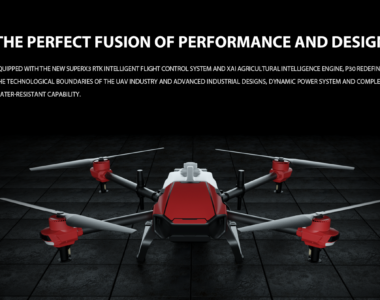 THE PERFECT FUSION OF PERFORMANCE AND DESIGN
EQUIPPED WITH THE NEW SUPERX3 RTK INTELLIGENT FLIGHT CONTROL SYSTEM AND XAI AGRICULTURAL INTELLIGENCE ENGINE, P30 REDEFIN
HE TECHNOLOGICAL BOUNDARIES OF THE UAV INDUSTRY AND ADVANCED INDUSTRIAL DESIGNS, DYNAMIC POWER SYSTEM AND COMPLE
ATER-RESISTANT CAPABILITY.